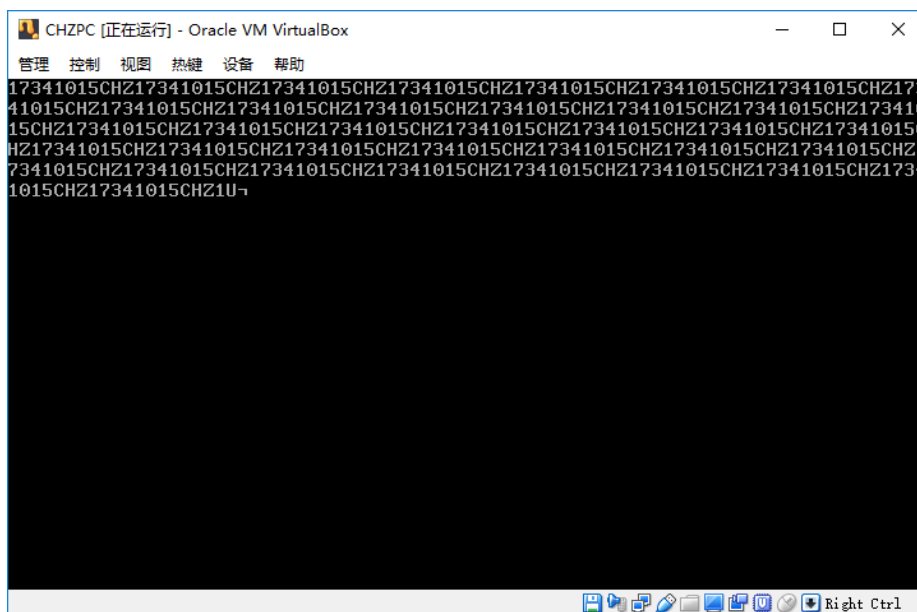 CHZPC [正在运行] - Oracle VM VirtualBox
管理 控制 视图 热键 设备 帮助
17341015CHZ17341015CHZ17341015CHZ17341015CHZ17341015CHZ17341015CHZ17341015CHZ17
41015CHZ17341015CHZ17341015CHZ17341015CHZ17341015CHZ17341015CHZ17341015CHZ17341
15CHZ17341015CHZ17341015CHZ17341015CHZ17341015CHZ17341015CHZ17341015CHZ17341015
HZ17341015CHZ17341015CHZ17341015CHZ17341015CHZ17341015CHZ17341015CHZ17341015CHZ
7341015CHZ17341015CHZ17341015CHZ17341015CHZ17341015CHZ17341015CHZ17341015CHZ173
1015CHZ17341015CHZ1U¬
Right Ctrl